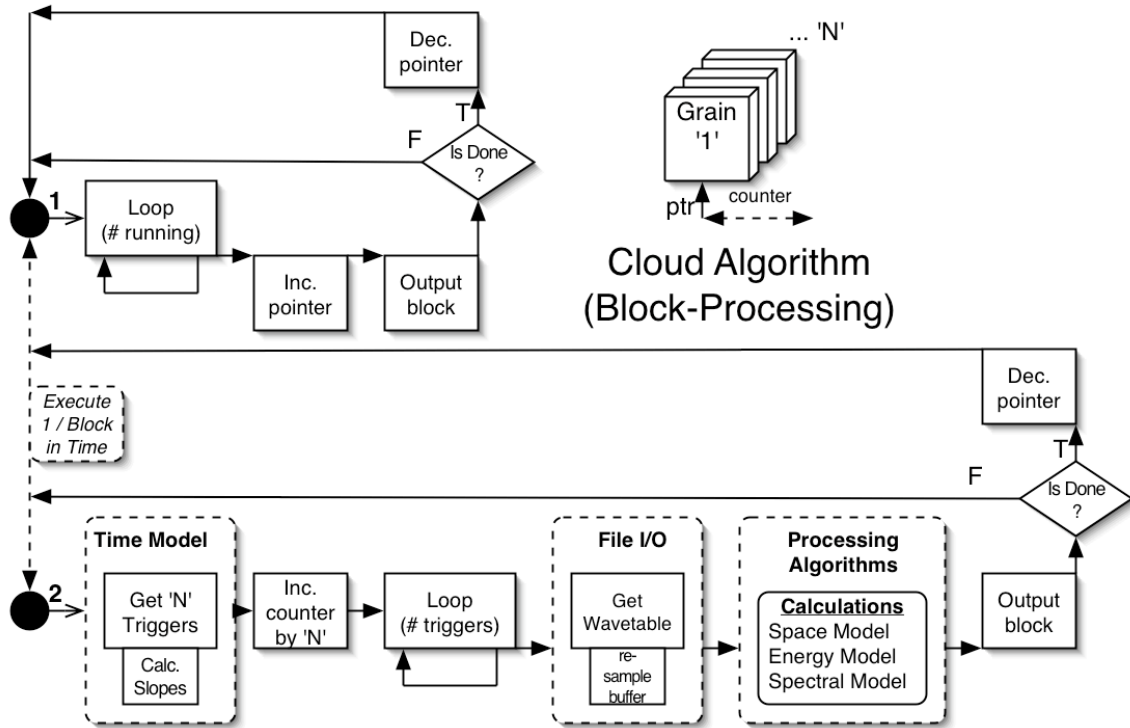 Dec.
pointer
T
F
Is Done
?
1
Loop
(# running)
Inc.
pointer
Output
block
... 'N'
Grain
'1'
ptr
counter
Cloud Algorithm
(Block-Processing)
Execute
1 / Block
in Time
Dec.
pointer
T
F
Is Done
?
2
Time Model
Get 'N'
Triggers
Calc.
Slopes
Inc.
counter
by 'N'
Loop
(# triggers)
File I/O
Get
Wavetable
re-
sample
buffer
Processing
Algorithms
Calculations
Space Model
Energy Model
Spectral Model
Output
block